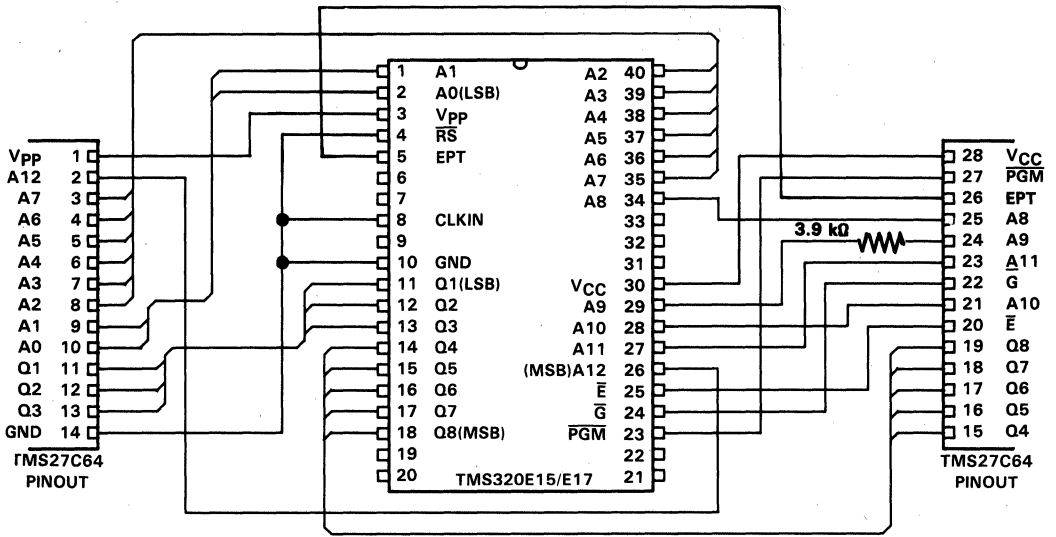 1 A1 A2 40
2 A0(LSB) A3 39
3 VPP A4 38
4 R̅S̅ A5 37
5 EPT A6 36
6 A7 35
7 A8 34
8 CLKIN 33
9 32
10 GND 31
11 Q1(LSB) VCC 30
12 Q2 A9 29
13 Q3 A10 28
14 Q4 A11 27
15 Q5 (MSB)A12 26
16 Q6 E̅ 25
17 Q7 G̅ 24
18 Q8(MSB) P̅G̅M̅ 23
19 22
20 TMS320E15/E17 21
VPP 1
A12 2
A7 3
A6 4
A5 5
A4 6
A3 7
A2 8
A1 9
A0 10
Q1 11
Q2 12
Q3 13
GND 14
TMS27C64
PINOUT
3.9 kΩ
28 VCC
27 P̅G̅M̅
26 EPT
25 A8
24 A9
23 A11
22 G̅
21 A10
20 E̅
19 Q8
18 Q7
17 Q6
16 Q5
15 Q4
TMS27C64
PINOUT